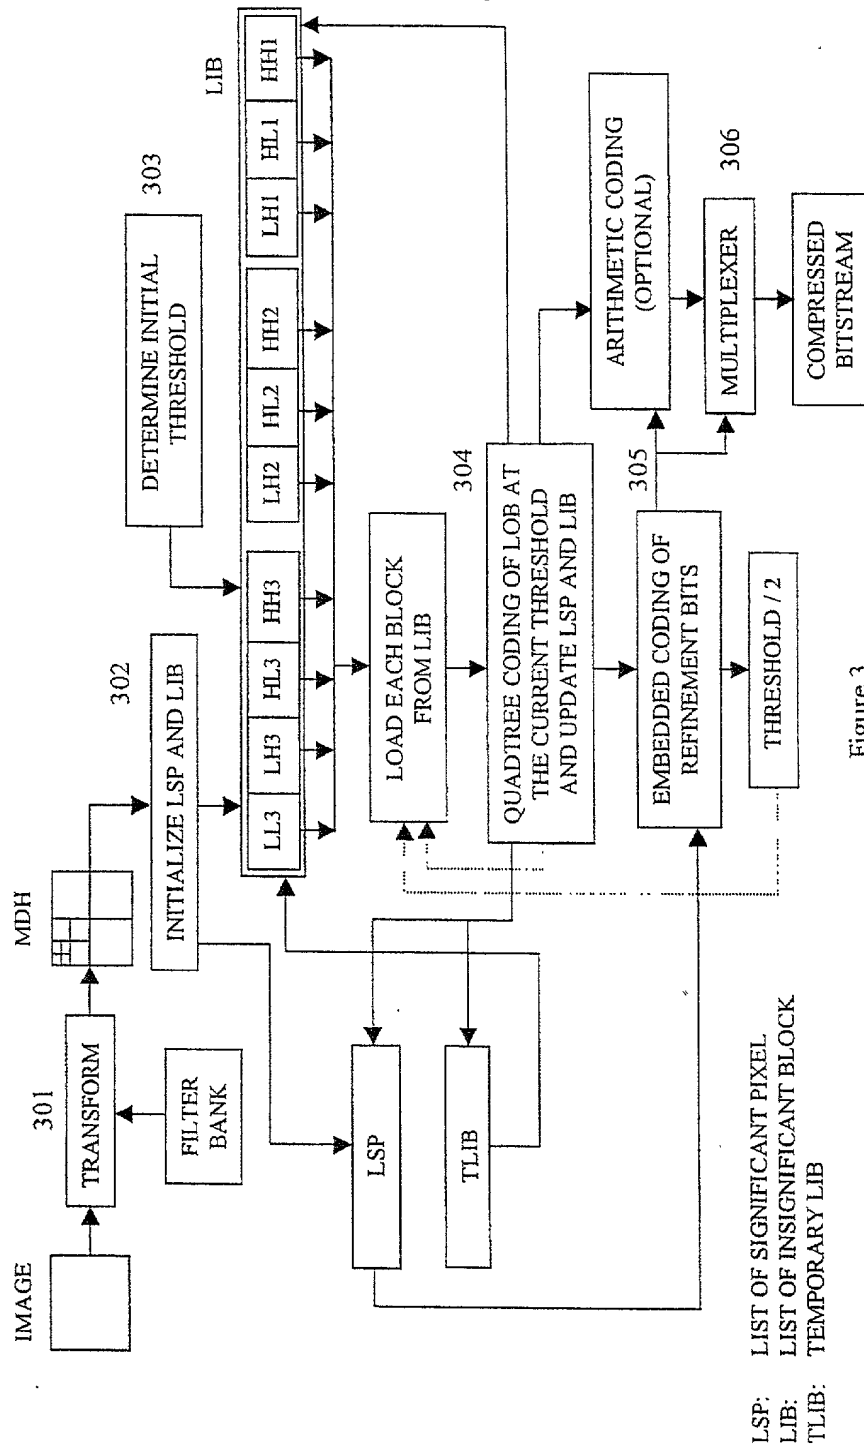 IMAGE
301
TRANSFORM
FILTER
BANK
MDH
302
INITIALIZE LSP AND LIB
303
DETERMINE INITIAL
THRESHOLD
LIB
LL3
LH3
HL3
HH3
LH2
HL2
HH2
LH1
HL1
HH1
LOAD EACH BLOCK
FROM LIB
304
QUADTREE CODING OF LOB AT
THE CURRENT THRESHOLD
AND UPDATE LSP AND LIB
LSP
TLIB
305
EMBEDDED CODING OF
REFINEMENT BITS
THRESHOLD / 2
ARITHMETIC CODING
(OPTIONAL)
306
MULTIPLEXER
COMPRESSED
BITSTREAM
LSP: LIST OF SIGNIFICANT PIXEL
LIB: LIST OF INSIGNIFICANT BLOCK
TLIB: TEMPORARY LIB
Figure 3